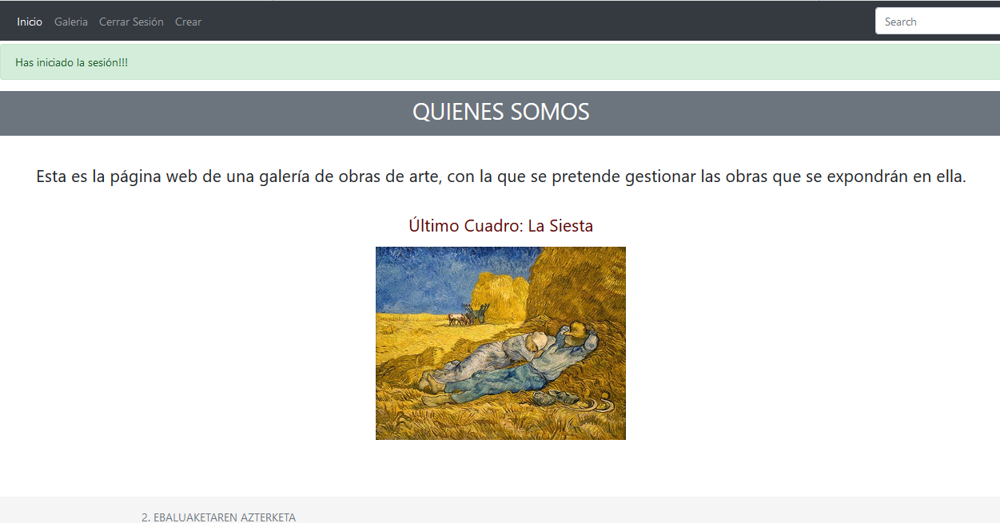 Inicio Galeria Cerrar Sesión Crear Search
Has iniciado la sesión!!!
QUIENES SOMOS
Esta es la página web de una galería de obras de arte, con la que se pretende gestionar las obras que se expondrán en ella.
Último Cuadro: La Siesta
2. EBALUAKETAREN AZTERKETA